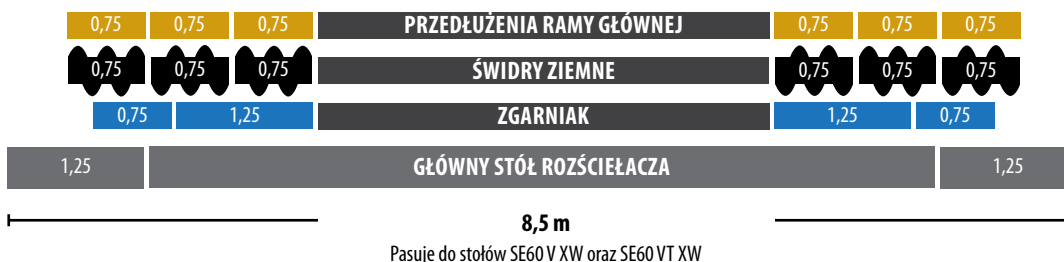 0,75 0,75 0,75 PRZEDŁUŻENIA RAMY GŁÓWNEJ 0,75 0,75 0,75
0,75 0,75 0,75 ŚWIDRY ZIEMNE 0,75 0,75 0,75
0,75 1,25 ZGARNIAK 1,25 0,75
1,25 GŁÓWNY STÓŁ ROZŚCIEŁACZA 1,25
8,5 m
Pasuje do stołów SE60 V XW oraz SE60 VT XW